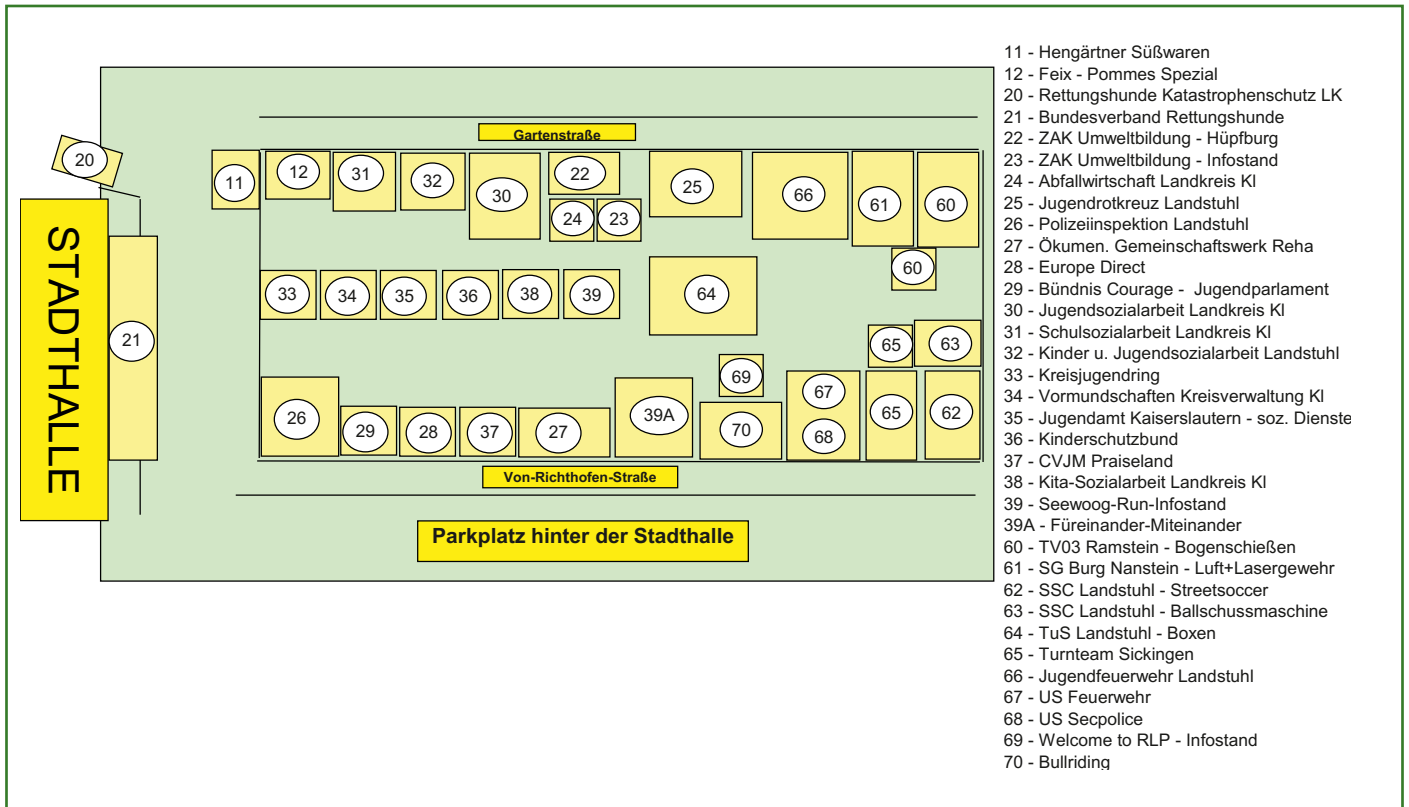 Gartenstraße
20
11
12
31
32
30
22
24
23
25
66
61
60
60
STADTHALLE
21
33
34
35
36
38
39
64
65
63
69
26
29
28
37
27
39A
70
67
68
65
62
Von-Richthofen-Straße
Parkplatz hinter der Stadthalle
11 - Hengärtner Süßwaren
12 - Feix - Pommes Spezial
20 - Rettungshunde Katastrophenschutz LK
21 - Bundesverband Rettungshunde
22 - ZAK Umweltbildung - Hüpfburg
23 - ZAK Umweltbildung - Infostand
24 - Abfallwirtschaft Landkreis Kl
25 - Jugendrotkreuz Landstuhl
26 - Polizeiinspektion Landstuhl
27 - Ökumen. Gemeinschaftswerk Reha
28 - Europe Direct
29 - Bündnis Courage - Jugendparlament
30 - Jugendsozialarbeit Landkreis Kl
31 - Schulsozialarbeit Landkreis Kl
32 - Kinder u. Jugendsozialarbeit Landstuhl
33 - Kreisjugendring
34 - Vormundschaften Kreisverwaltung Kl
35 - Jugendamt Kaiserslautern - soz. Dienste
36 - Kinderschutzbund
37 - CVJM Praiseland
38 - Kita-Sozialarbeit Landkreis Kl
39 - Seewoog-Run-Infostand
39A - Füreinander-Miteinander
60 - TV03 Ramstein - Bogenschießen
61 - SG Burg Nanstein - Luft+Lasergewehr
62 - SSC Landstuhl - Streetsoccer
63 - SSC Landstuhl - Ballschussmaschine
64 - TuS Landstuhl - Boxen
65 - Turnteam Sickingen
66 - Jugendfeuerwehr Landstuhl
67 - US Feuerwehr
68 - US Secpolice
69 - Welcome to RLP - Infostand
70 - Bullriding